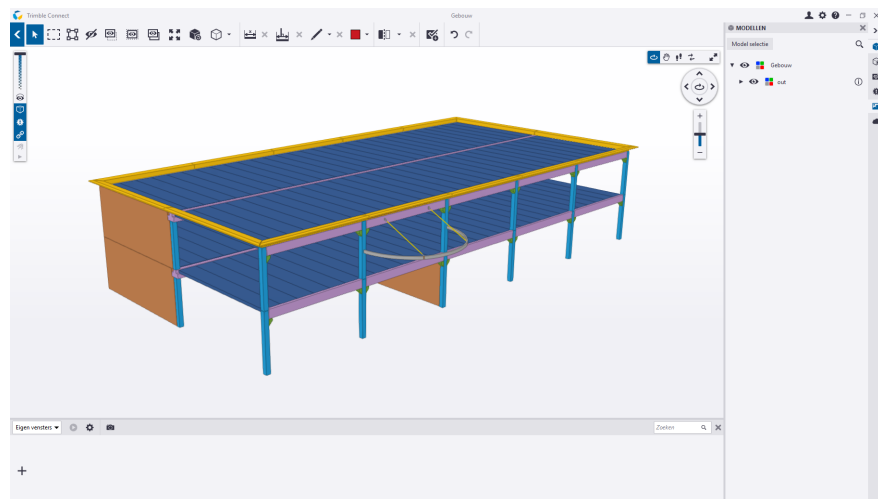 Trimble Connect
Gebouw
MODELLEN
Model selectie
Gebouw
out
Eigen vensters
Zoeken